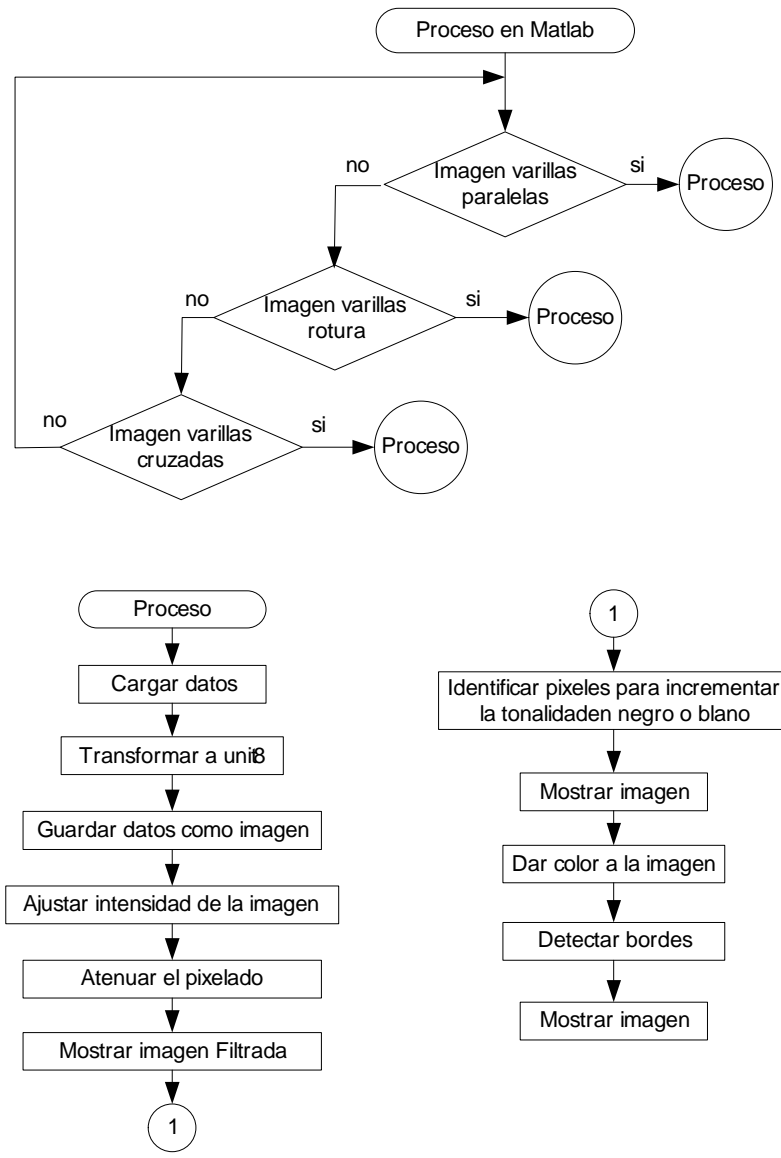 Proceso en Matlab
Imagen varillas
paralelas
no
si
Proceso
Imagen varillas
rotura
no
si
Proceso
Imagen varillas
cruzadas
no
si
Proceso
Proceso
Cargar datos
Transformar a unit8
Guardar datos como imagen
Ajustar intensidad de la imagen
Atenuar el pixelado
Mostrar imagen Filtrada
1
1
Identificar pixeles para incrementar
la tonalidaden negro o blano
Mostrar imagen
Dar color a la imagen
Detectar bordes
Mostrar imagen